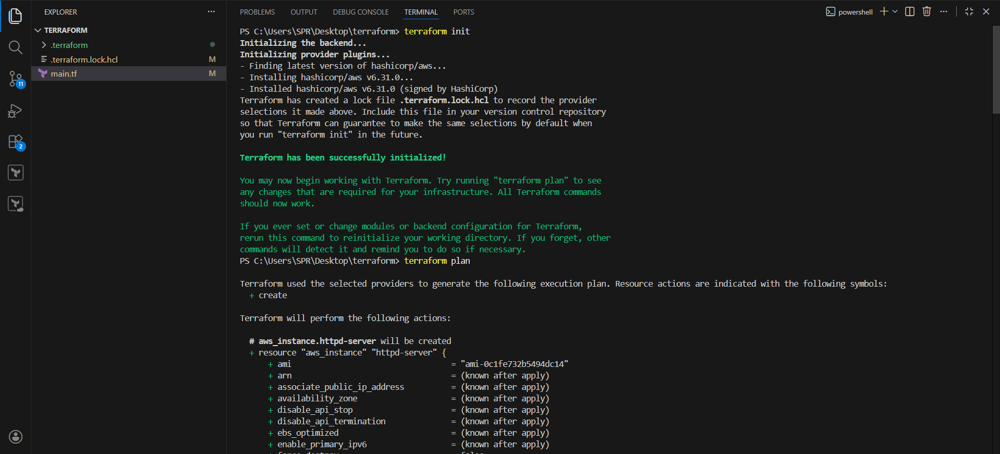 EXPLORER
TERRAFORM
.terraform
.terraform.lock.hcl M
main.tf M
11
2
PROBLEMS OUTPUT DEBUG CONSOLE TERMINAL PORTS
powershell
PS C:\Users\SPR\Desktop\terraform> terraform init
Initializing the backend...
Initializing provider plugins...
- Finding latest version of hashicorp/aws...
- Installing hashicorp/aws v6.31.0...
- Installed hashicorp/aws v6.31.0 (signed by HashiCorp)
Terraform has created a lock file .terraform.lock.hcl to record the provider
selections it made above. Include this file in your version control repository
so that Terraform can guarantee to make the same selections by default when
you run "terraform init" in the future.
Terraform has been successfully initialized!
You may now begin working with Terraform. Try running "terraform plan" to see
any changes that are required for your infrastructure. All Terraform commands
should now work.
If you ever set or change modules or backend configuration for Terraform,
rerun this command to reinitialize your working directory. If you forget, other
commands will detect it and remind you to do so if necessary.
PS C:\Users\SPR\Desktop\terraform> terraform plan
Terraform used the selected providers to generate the following execution plan. Resource actions are indicated with the following symbols:
+ create
Terraform will perform the following actions:
# aws_instance.httpd-server will be created
+ resource "aws_instance" "httpd-server" {
+ ami = "ami-0c1fe732b5494dc14"
+ arn = (known after apply)
+ associate_public_ip_address = (known after apply)
+ availability_zone = (known after apply)
+ disable_api_stop = (known after apply)
+ disable_api_termination = (known after apply)
+ ebs_optimized = (known after apply)
+ enable_primary_ipv6 = (known after apply)